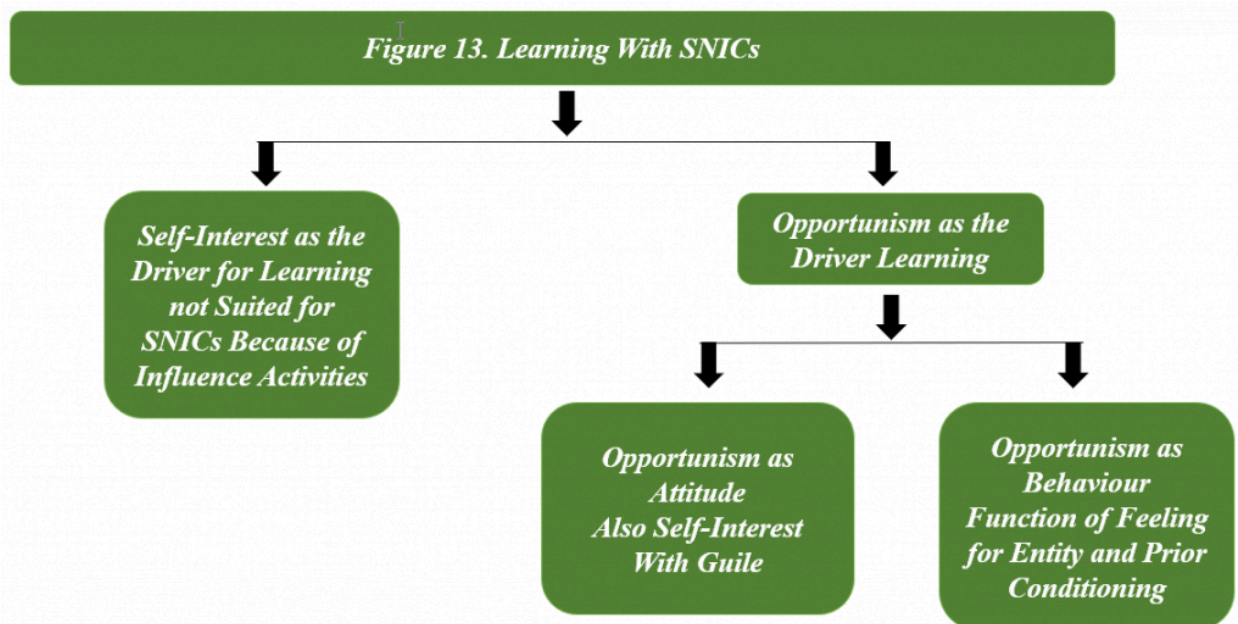 Figure 13. Learning With SNICs
Self-Interest as the
Driver for Learning
not Suited for
SNICs Because of
Influence Activities
Opportunism as the
Driver Learning
Opportunism as
Attitude
Also Self-Interest
With Guile
Opportunism as
Behaviour
Function of Feeling
for Entity and Prior
Conditioning